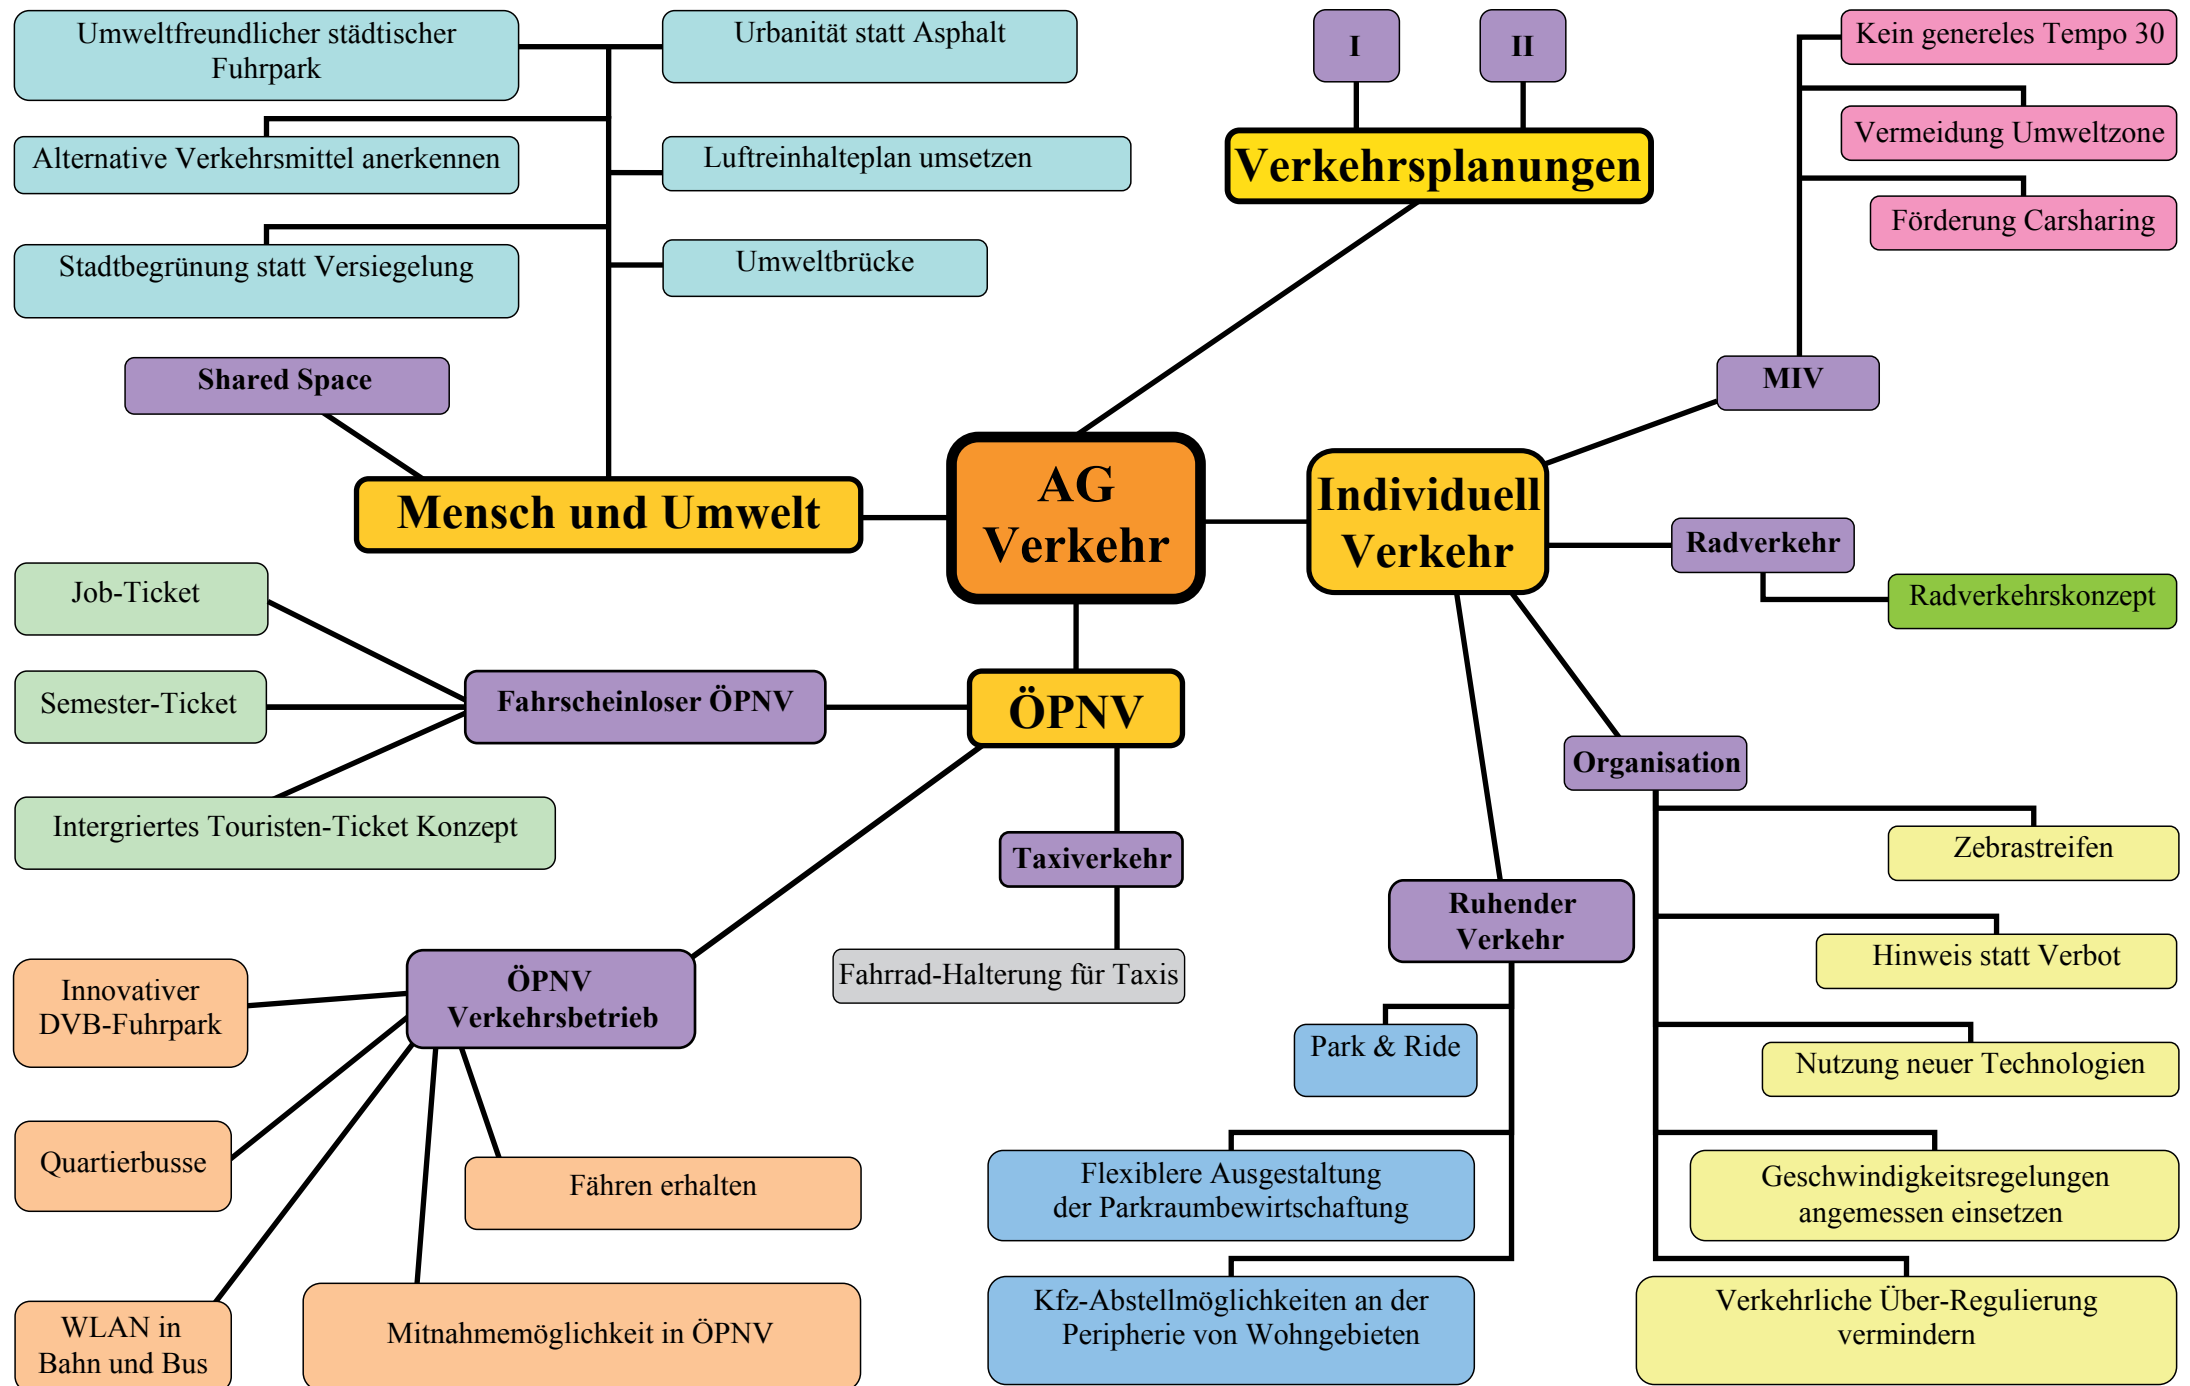 Umweltfreundlicher städtischer
Fuhrpark
Urbanität statt Asphalt
Alternative Verkehrsmittel anerkennen
Luftreinhalteplan umsetzen
Stadtbegrünung statt Versiegelung
Umweltbrücke
Shared Space
Mensch und Umwelt
I
II
Verkehrsplanungen
Kein genereles Tempo 30
Vermeidung Umweltzone
Förderung Carsharing
MIV
AG
Verkehr
Individuell
Verkehr
Radverkehr
Radverkehrskonzept
Job-Ticket
Semester-Ticket
Intergriertes Touristen-Ticket Konzept
Fahrscheinloser ÖPNV
ÖPNV
Taxiverkehr
Fahrrad-Halterung für Taxis
Organisation
Zebrastreifen
Hinweis statt Verbot
Nutzung neuer Technologien
Geschwindigkeitsregelungen
angemessen einsetzen
Verkehrliche Über-Regulierung
vermindern
Ruhender
Verkehr
Park & Ride
Flexiblere Ausgestaltung
der Parkraumbewirtschaftung
Kfz-Abstellmöglichkeiten an der
Peripherie von Wohngebieten
ÖPNV
Verkehrsbetrieb
Innovativer
DVB-Fuhrpark
Quartierbusse
WLAN in
Bahn und Bus
Mitnahmemöglichkeit in ÖPNV
Fähren erhalten